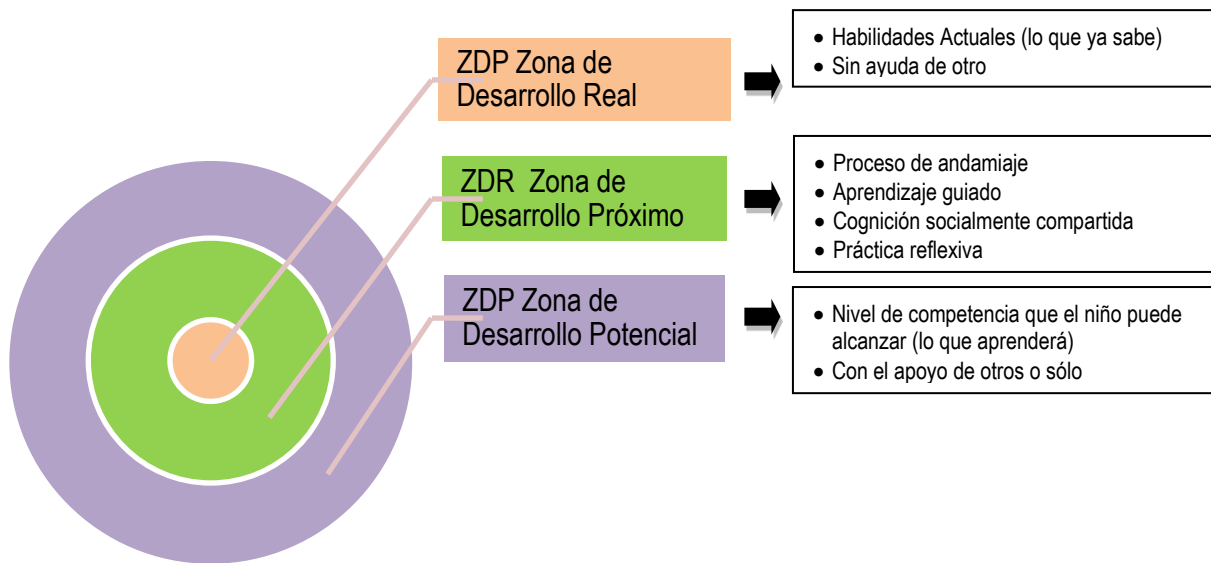 ZDP Zona de
Desarrollo Real
• Habilidades Actuales (lo que ya sabe)
• Sin ayuda de otro
ZDR Zona de
Desarrollo Próximo
• Proceso de andamiaje
• Aprendizaje guiado
• Cognición socialmente compartida
• Práctica reflexiva
ZDP Zona de
Desarrollo Potencial
• Nivel de competencia que el niño puede
alcanzar (lo que aprenderá)
• Con el apoyo de otros o sólo